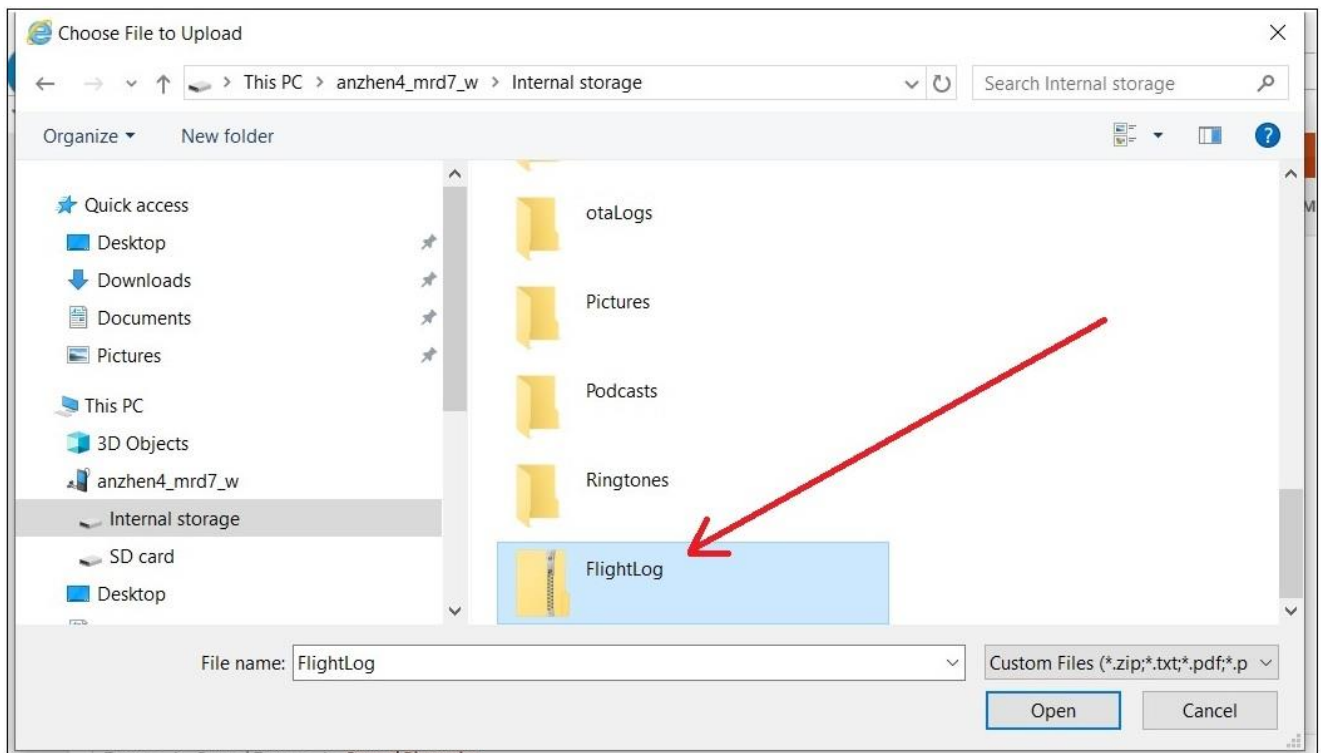 Choose File to Upload
This PC > anzhen4_mrd7_w > Internal storage
Search Internal storage
Organize
New folder
Quick access
Desktop
Downloads
Documents
Pictures
This PC
3D Objects
anzhen4_mrd7_w
Internal storage
SD card
Desktop
otaLogs
Pictures
Podcasts
Ringtones
FlightLog
File name: FlightLog
Custom Files (*.zip;*.txt;*.pdf;*.p
Open
Cancel